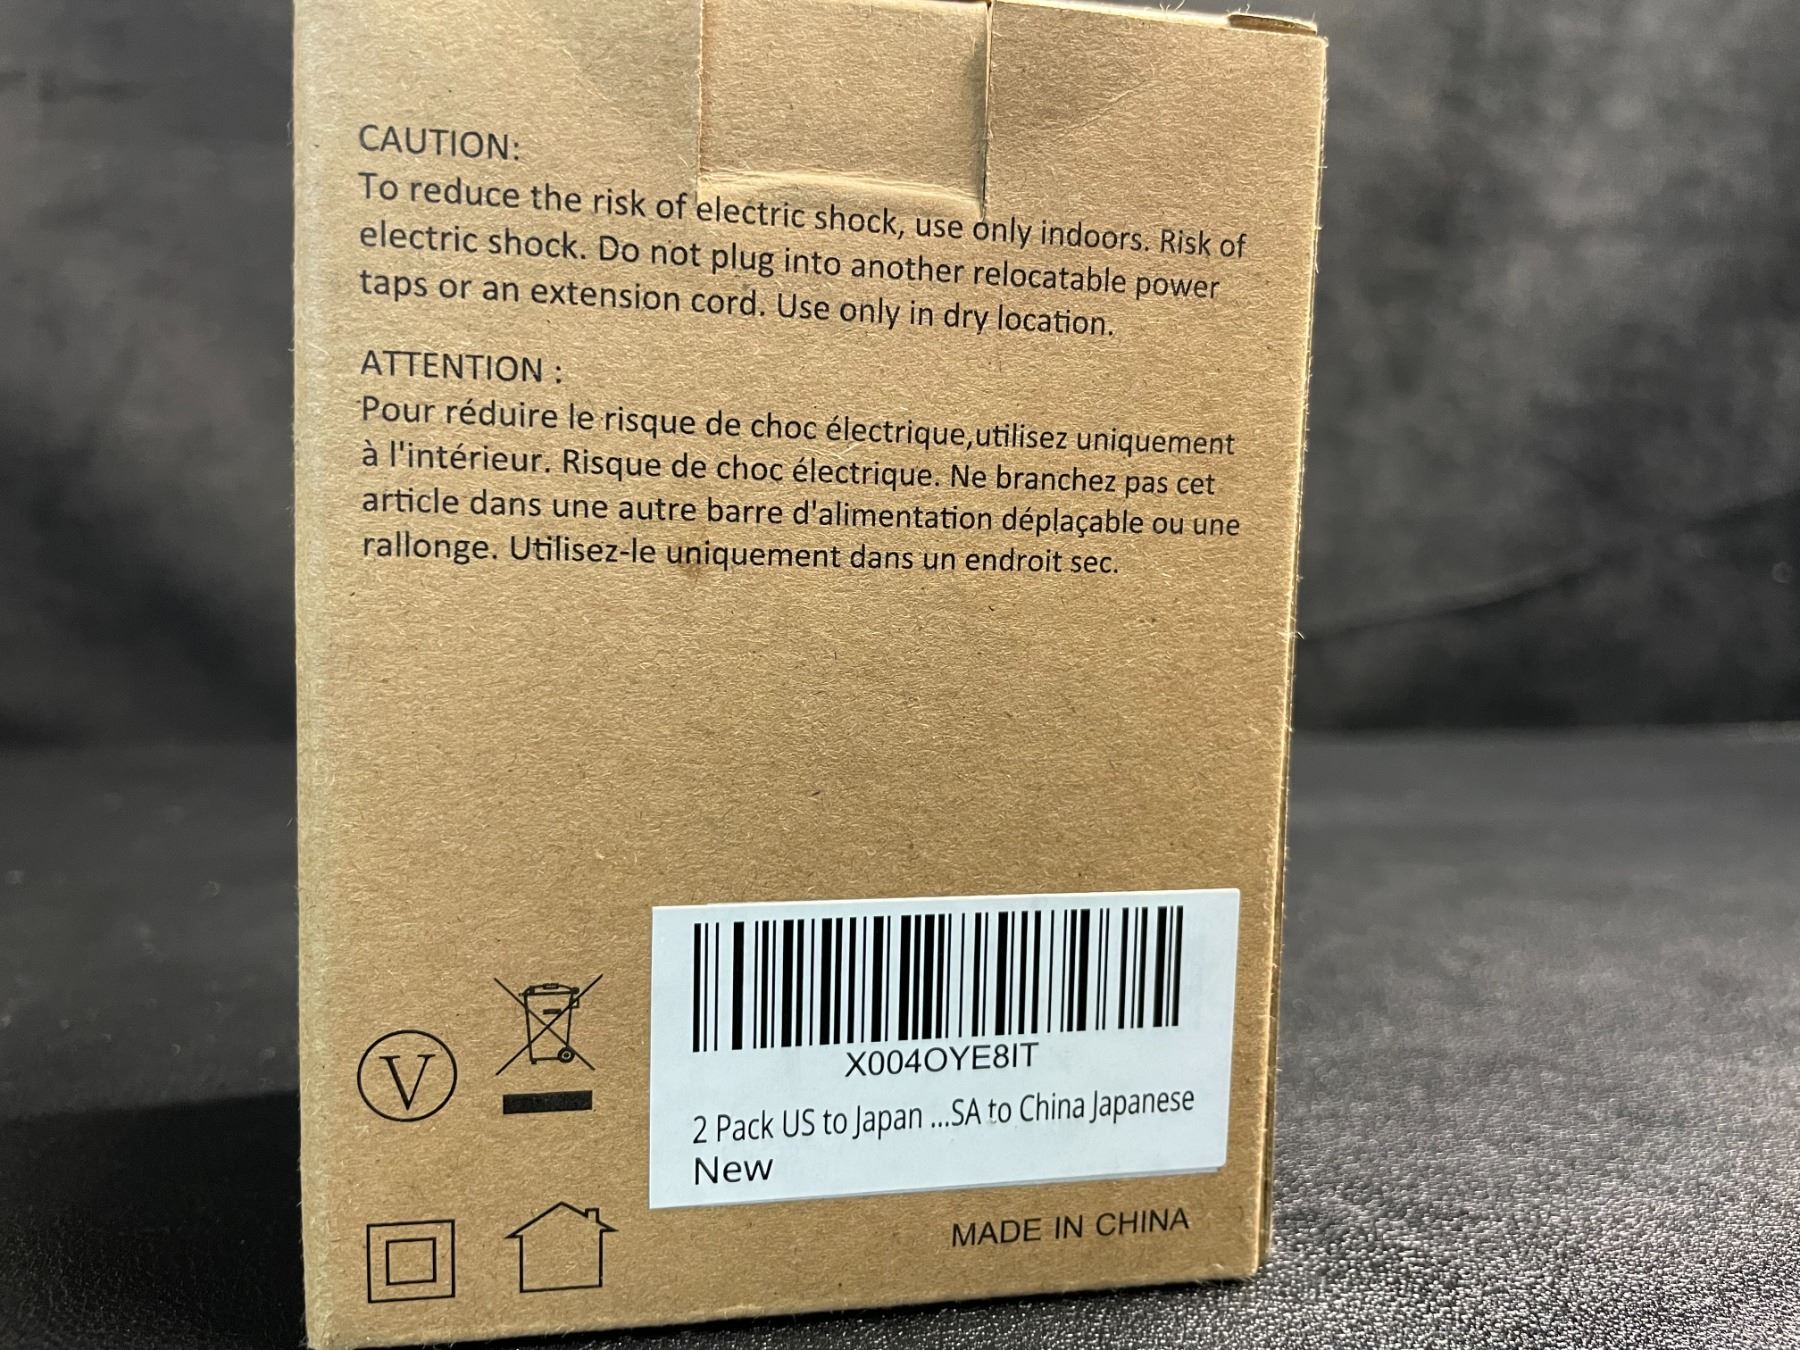 CAUTION:
To reduce the risk of electric shock, use only indoors. Risk of
electric shock. Do not plug into another relocatable power
taps or an extension cord. Use only in dry location.
ATTENTION :
Pour réduire le risque de choc électrique,utilisez uniquement
à l'intérieur. Risque de choc électrique. Ne branchez pas cet
article dans une autre barre d'alimentation déplaçable ou une
rallonge. Utilisez-le uniquement dans un endroit sec.
V
X004OYE8IT
2 Pack US to Japan ...SA to China Japanese
New
MADE IN CHINA